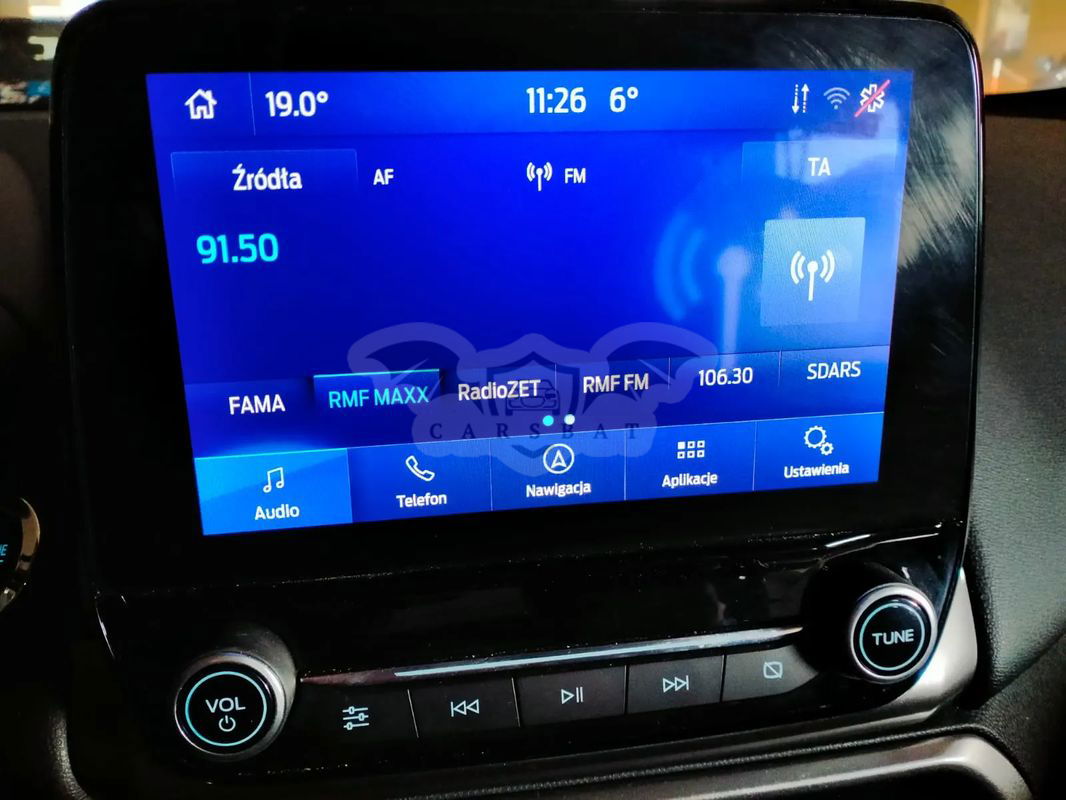 19.0° 11:26 6°
Źródła AF FM TA
91.50
FAMA RMF MAXX RadioZET RMF FM 106.30 SDARS
CARSBAT
Audio Telefon Nawigacja Aplikacje Ustawienia
VOL TUNE